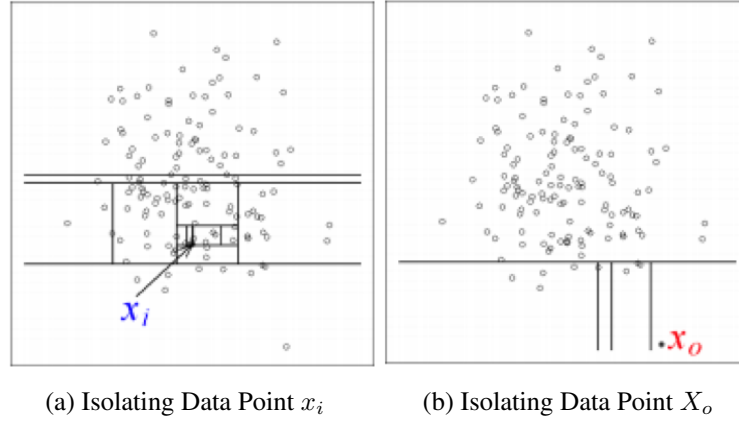 x_i
x_o
(a) Isolating Data Point x_i
(b) Isolating Data Point X_o